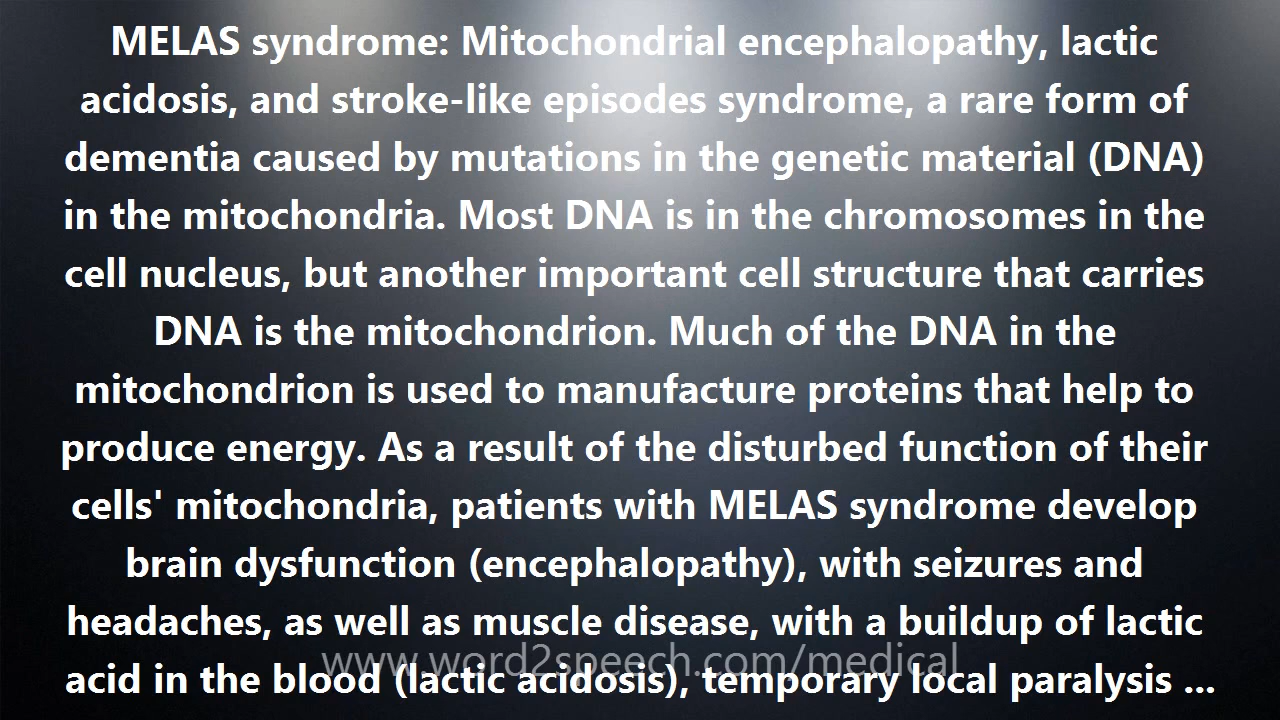 MELAS syndrome: Mitochondrial encephalopathy, lactic
acidosis, and stroke-like episodes syndrome, a rare form of
dementia caused by mutations in the genetic material (DNA)
in the mitochondria. Most DNA is in the chromosomes in the
cell nucleus, but another important cell structure that carries
DNA is the mitochondrion. Much of the DNA in the
mitochondrion is used to manufacture proteins that help to
produce energy. As a result of the disturbed function of their
cells' mitochondria, patients with MELAS syndrome develop
brain dysfunction (encephalopathy), with seizures and
headaches, as well as muscle disease, with a buildup of lactic
www.word2speech.com/medical
acid in the blood (lactic acidosis), temporary local paralysis ...